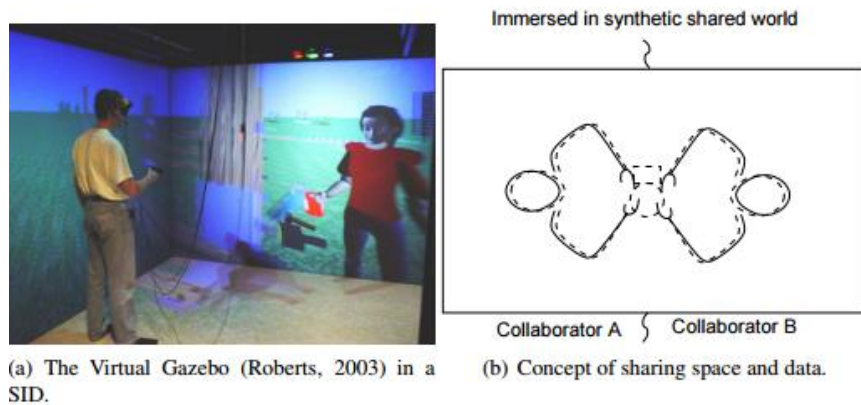 Immersed in synthetic shared world
Collaborator A
Collaborator B
(a) The Virtual Gazebo (Roberts, 2003) in a
SID.
(b) Concept of sharing space and data.